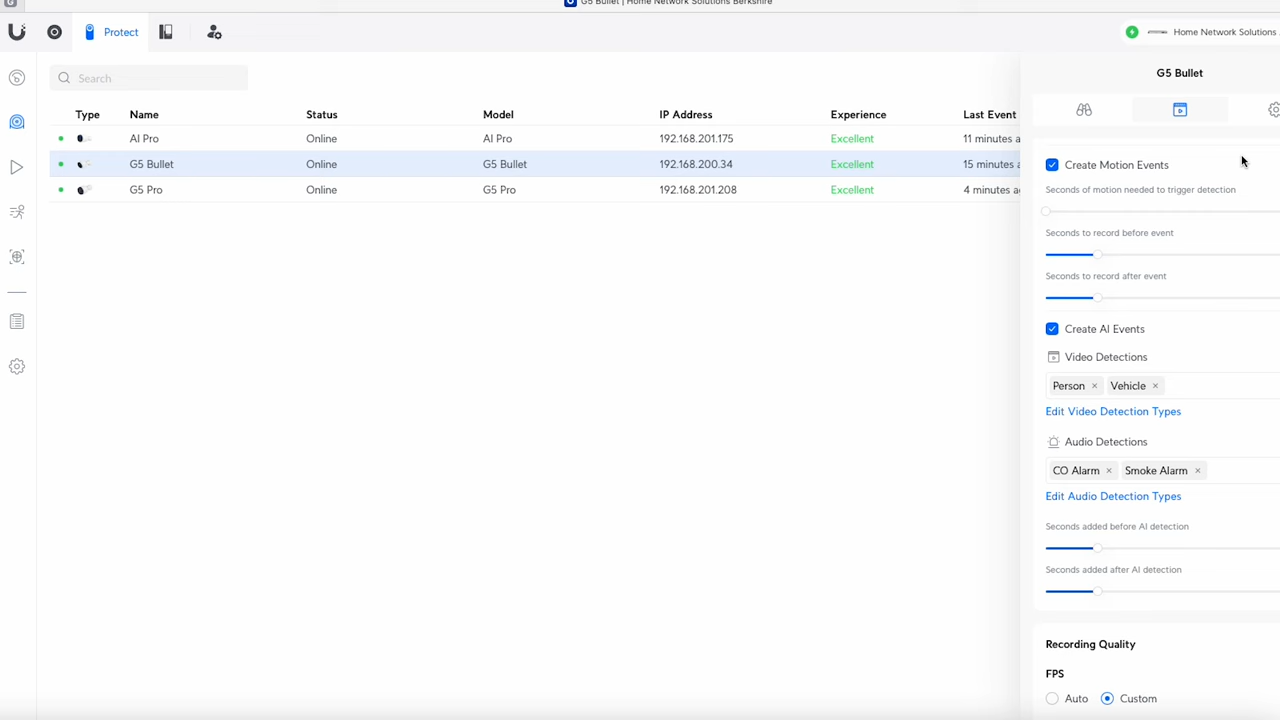 G5 Bullet | Home Network Solutions Berkshire
Protect
Home Network Solutions
Search
G5 Bullet
Type Name Status Model IP Address Experience Last Event
AI Pro Online AI Pro 192.168.201.175 Excellent 11 minutes a
G5 Bullet Online G5 Bullet 192.168.200.34 Excellent 15 minutes a
G5 Pro Online G5 Pro 192.168.201.208 Excellent 4 minutes a
Create Motion Events
Seconds of motion needed to trigger detection
Seconds to record before event
Seconds to record after event
Create AI Events
Video Detections
Person × Vehicle ×
Edit Video Detection Types
Audio Detections
CO Alarm × Smoke Alarm ×
Edit Audio Detection Types
Seconds added before AI detection
Seconds added after AI detection
Recording Quality
FPS
Auto Custom